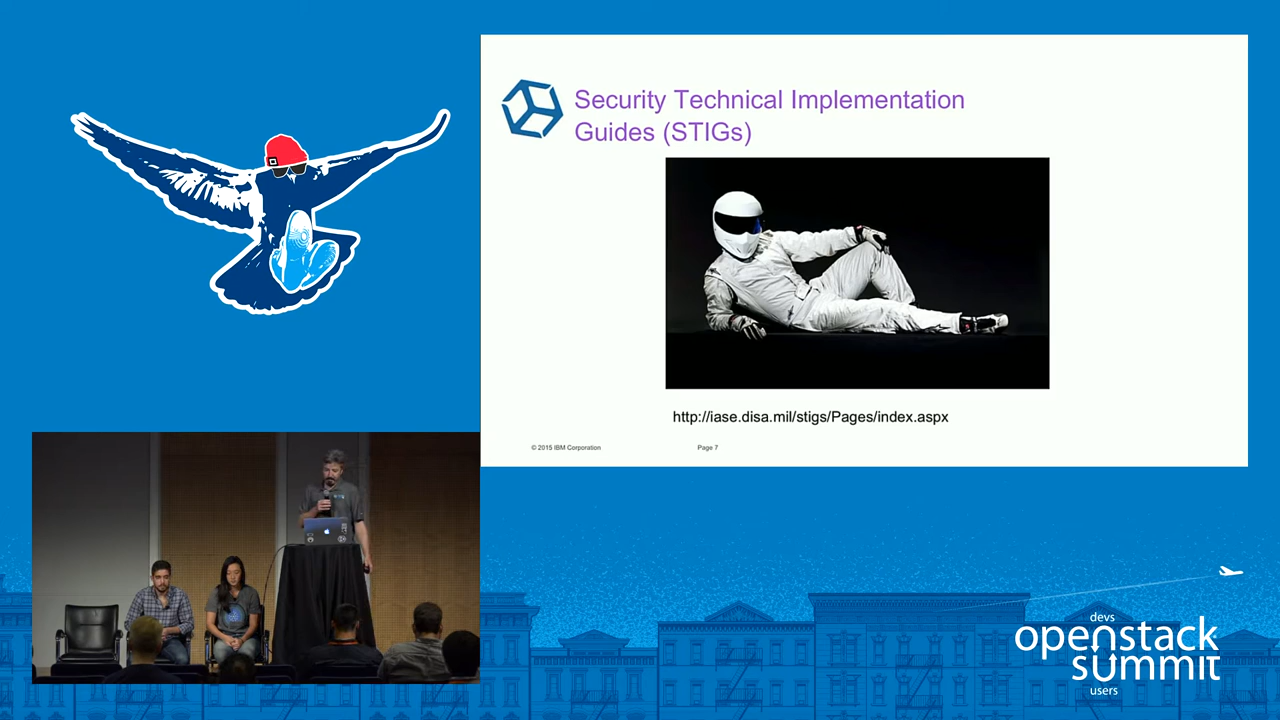 Security Technical Implementation
Guides (STIGs)
http://iase.disa.mil/stigs/Pages/index.aspx
© 2015 IBM Corporation
Page 7
devs
openstack
summit
users